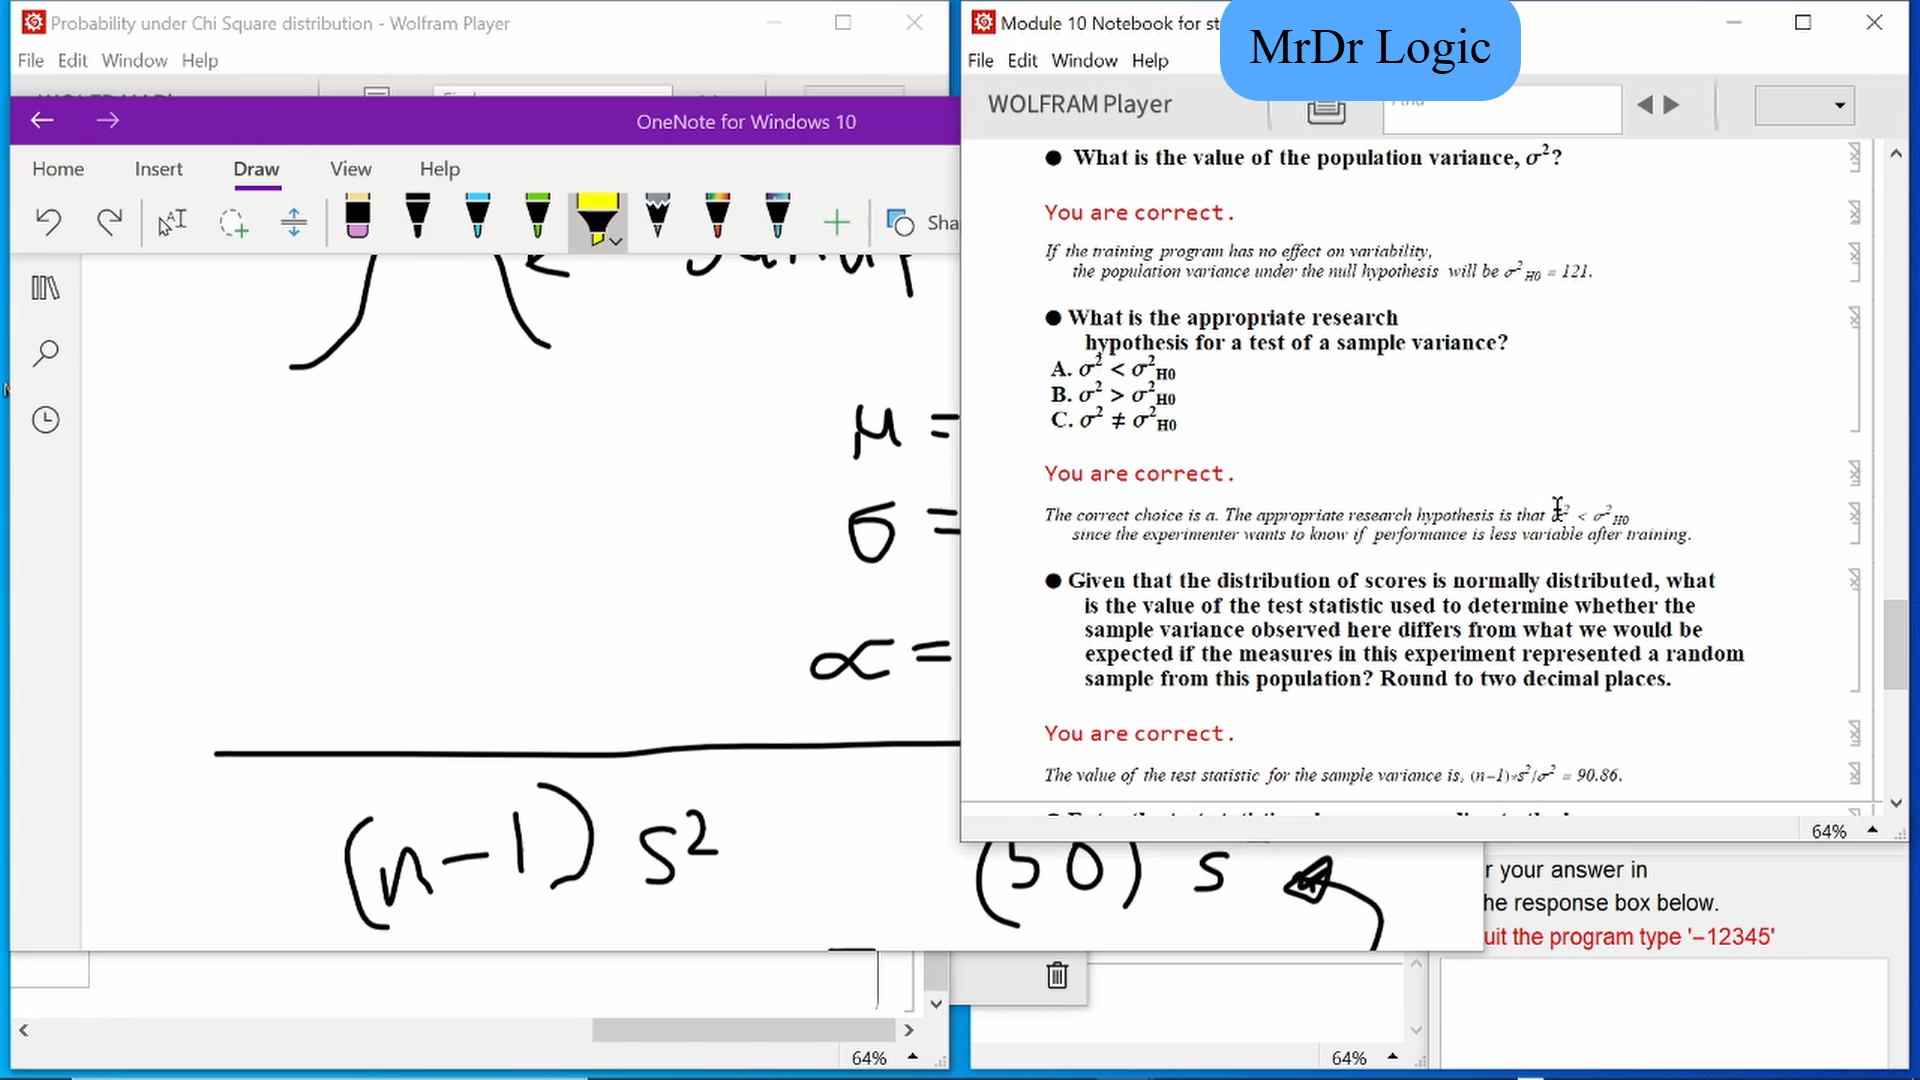 Probability under Chi Square distribution - Wolfram Player
File Edit Window Help
OneNote for Windows 10
Home Insert Draw View Help
Sha
μ =
σ =
α =
(n-1) s2
(50) s
Module 10 Notebook for st
MrDr Logic
File Edit Window Help
WOLFRAM Player
● What is the value of the population variance, σ²?
You are correct.
If the training program has no effect on variability,
the population variance under the null hypothesis will be σ² H0 = 121.
● What is the appropriate research
hypothesis for a test of a sample variance?
A. σ² < σ²H0
B. σ² > σ²H0
C. σ² ≠ σ²H0
You are correct.
The correct choice is a. The appropriate research hypothesis is that σ² < σ²H0
since the experimenter wants to know if performance is less variable after training.
● Given that the distribution of scores is normally distributed, what
is the value of the test statistic used to determine whether the
sample variance observed here differs from what we would be
expected if the measures in this experiment represented a random
sample from this population? Round to two decimal places.
You are correct.
The value of the test statistic for the sample variance is, (n-1)*s²/σ² = 90.86.
64%
r your answer in
he response box below.
uit the program type '-12345'
64%
64%